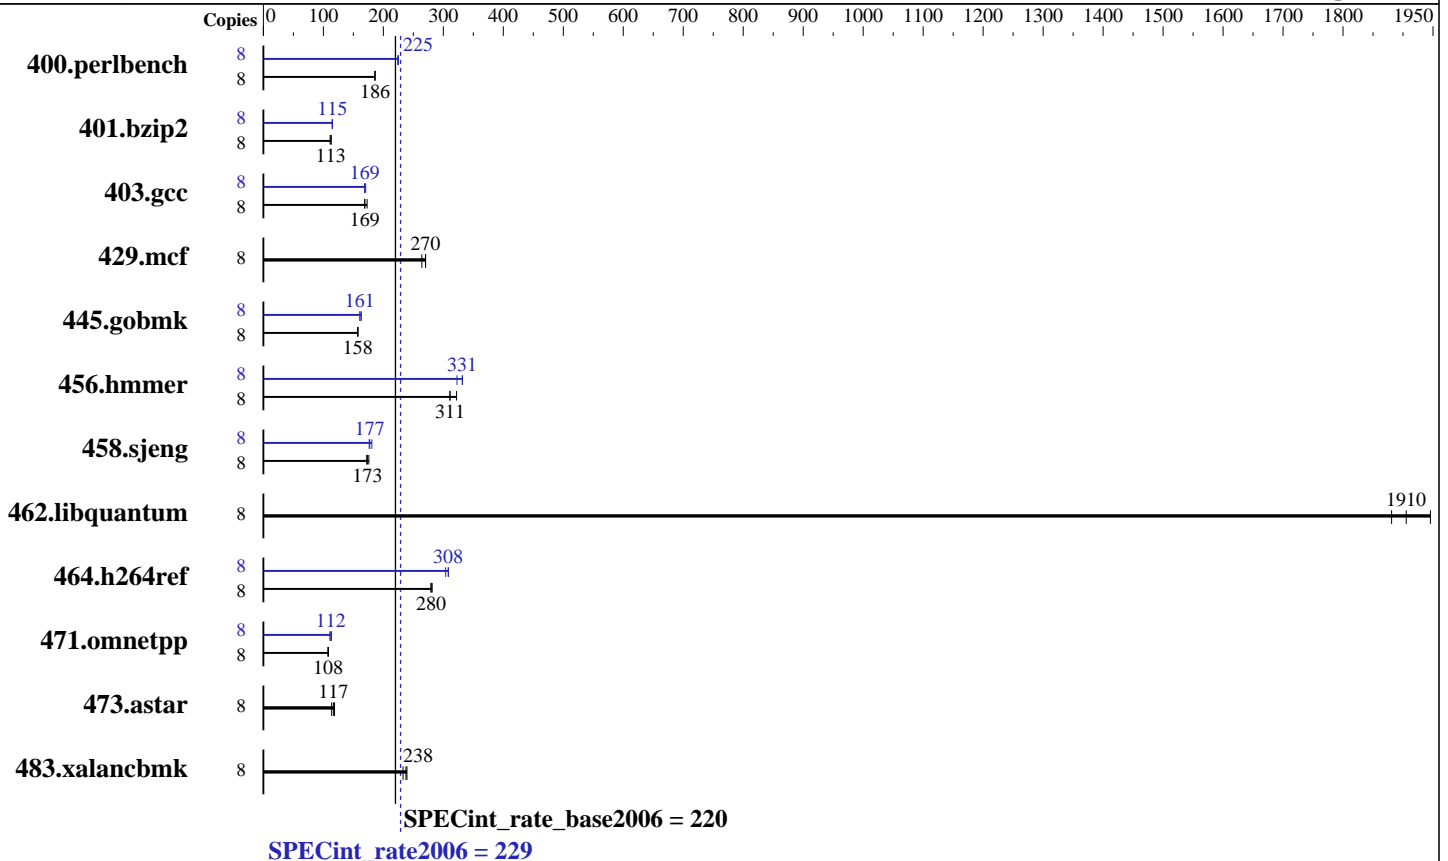 Copies 0 100 200 300 400 500 600 700 800 900 1000 1100 1200 1300 1400 1500 1600 1700 1800 1950
400.perlbench 8 225
8 186
401.bzip2 8 115
8 113
403.gcc 8 169
8 169
429.mcf 8 270
445.gobmk 8 161
8 158
456.hmmer 8 331
8 311
458.sjeng 8 177
8 173
462.libquantum 8 1910
464.h264ref 8 308
8 280
471.omnetpp 8 112
8 108
473.astar 8 117
483.xalancbmk 8 238
SPECint_rate_base2006 = 220
SPECint_rate2006 = 229